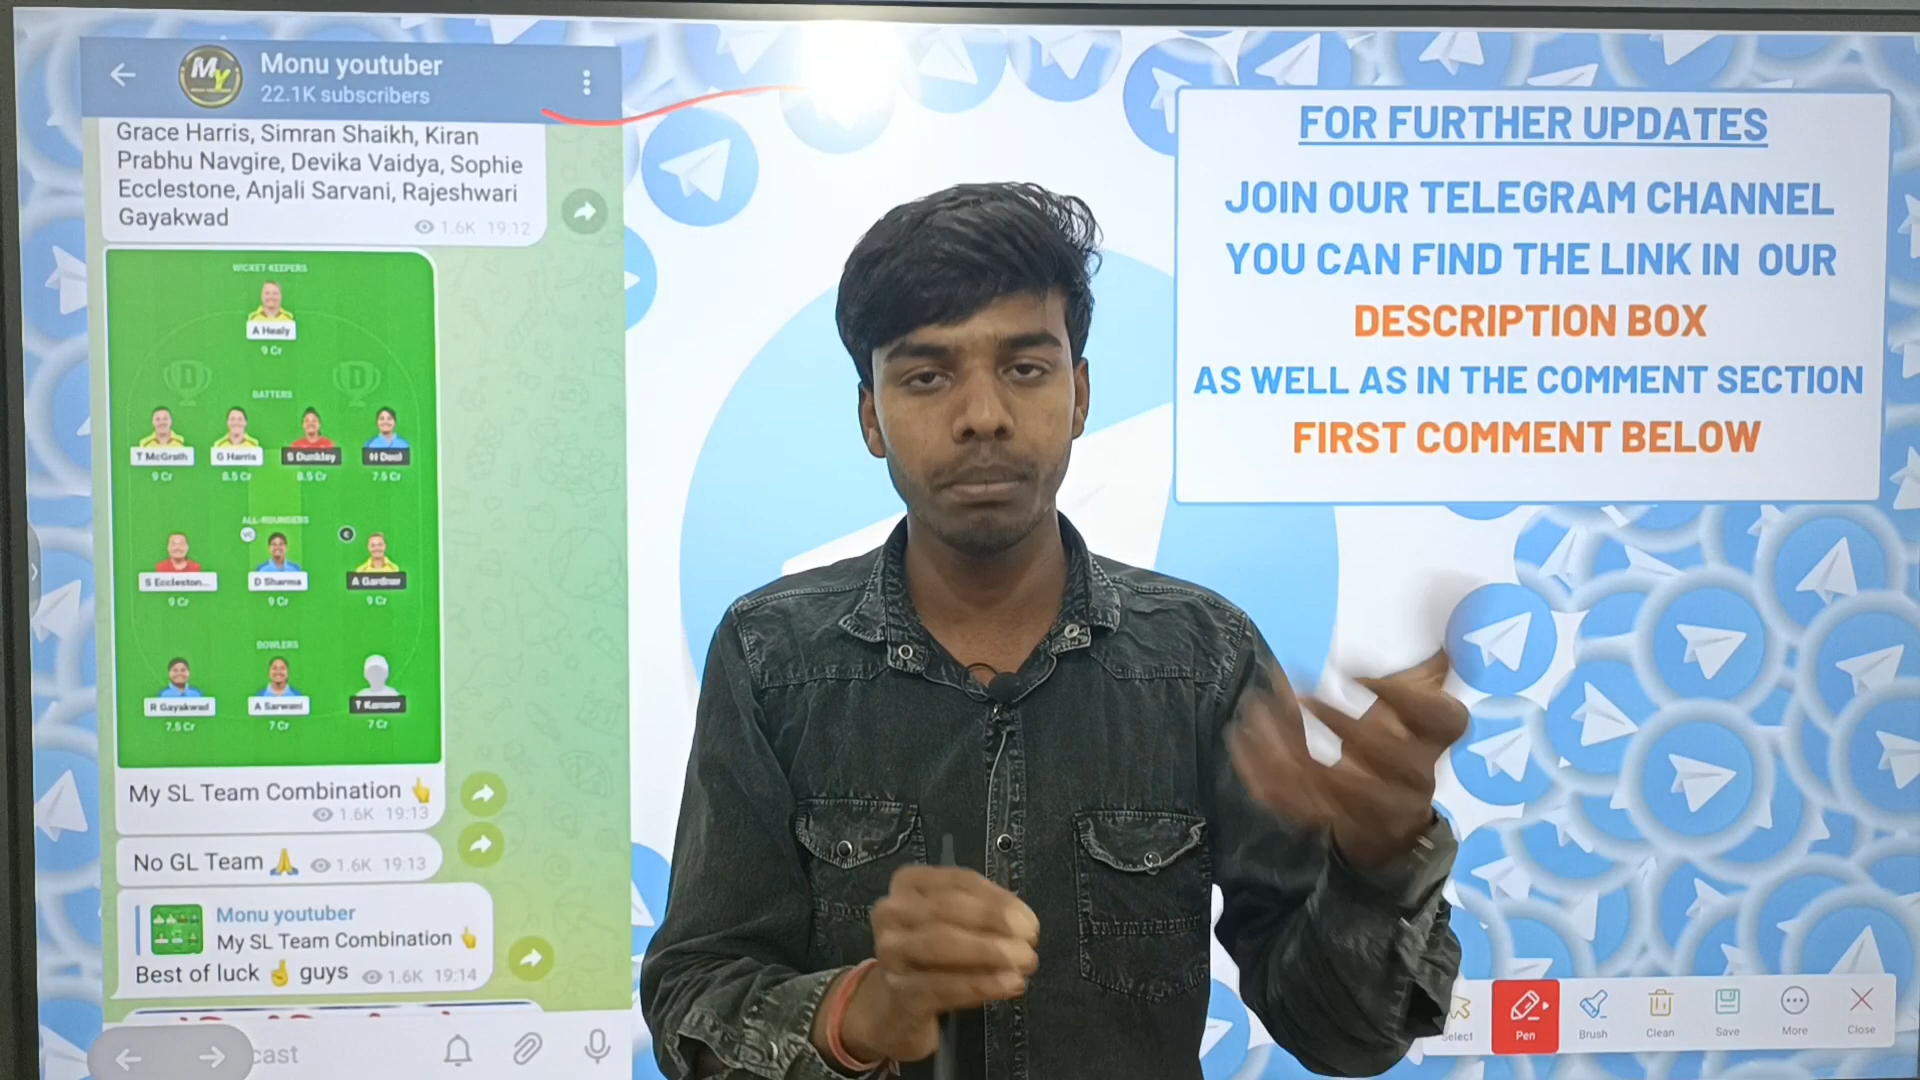 MY
Monu youtuber
22.1K subscribers
Grace Harris, Simran Shaikh, Kiran
Prabhu Navgire, Devika Vaidya, Sophie
Ecclestone, Anjali Sarvani, Rajeshwari
Gayakwad
1.6K 19:12
WICKET-KEEPERS
A Healy
9 Cr
BATTERS
T McGrath
G Harris
S Dunkley
H Deol
9 Cr
8.5 Cr
8.5 Cr
7.5 Cr
ALL-ROUNDERS
VC
C
S Eccleston...
D Sharma
A Gardner
9 Cr
9 Cr
9 Cr
BOWLERS
R Gayakwad
A Sarwani
T Kanwar
7.5 Cr
7 Cr
7 Cr
My SL Team Combination 👆
1.6K 19:13
No GL Team 🙏 1.6K 19:13
Monu youtuber
My SL Team Combination 👆
Best of luck 🤞 guys 1.6K 19:14
cast
FOR FURTHER UPDATES
JOIN OUR TELEGRAM CHANNEL
YOU CAN FIND THE LINK IN OUR
DESCRIPTION BOX
AS WELL AS IN THE COMMENT SECTION
FIRST COMMENT BELOW
Select
Pen
Brush
Clean
Save
More
Close